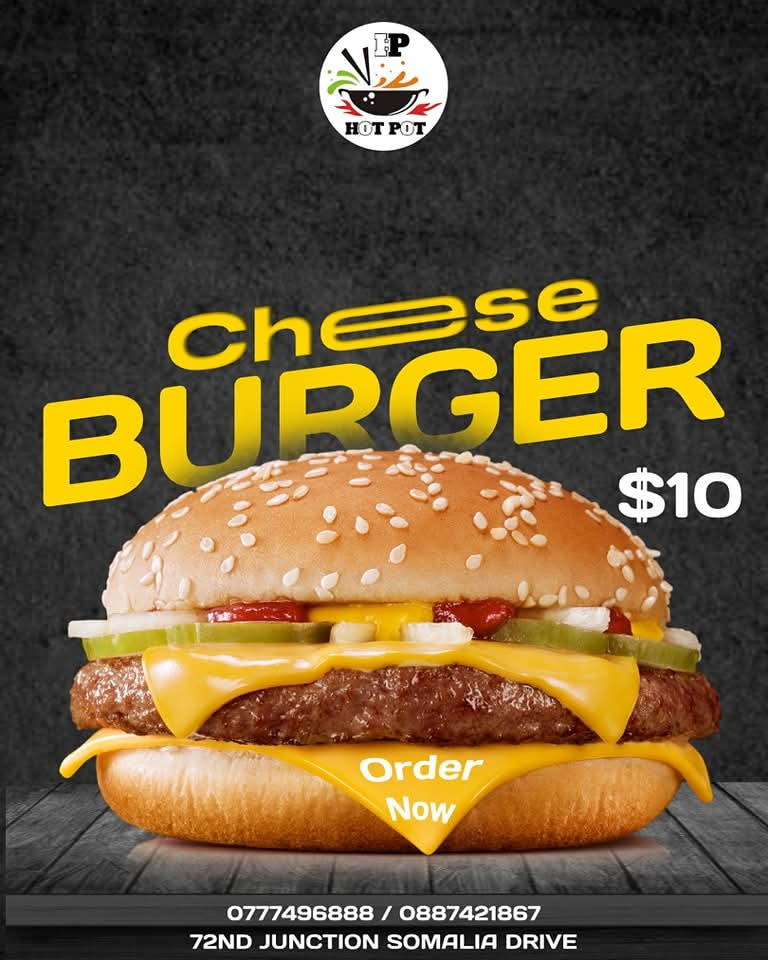 HP
HOT POT
Cheese
BURGER
$10
Order
Now
0777496888 / 0887421867
72ND JUNCTION SOMALIA DRIVE